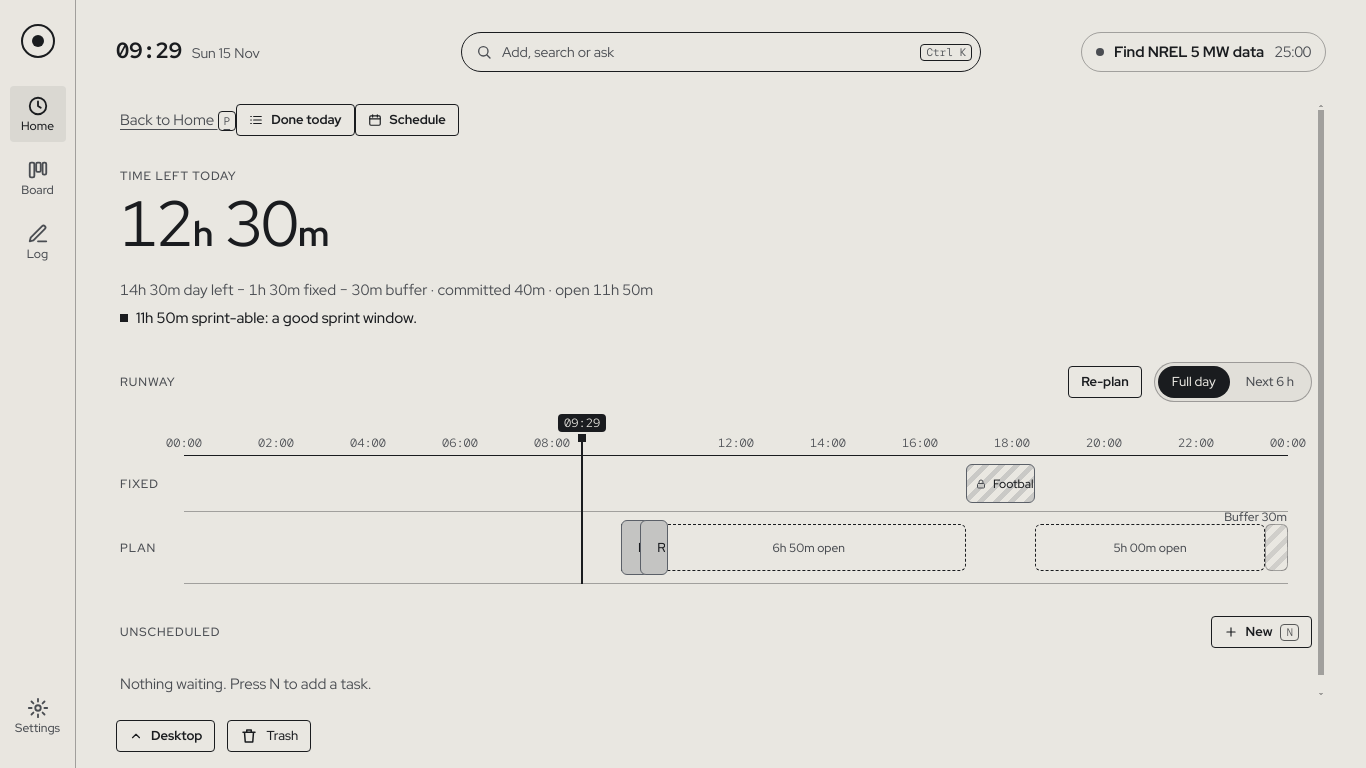 09:29 Sun 15 Nov
Add, search or ask Ctrl K
Find NREL 5 MW data 25:00
Home
Board
Log
Settings
Back to Home P Done today Schedule
TIME LEFT TODAY
12h 30m
14h 30m day left − 1h 30m fixed − 30m buffer · committed 40m · open 11h 50m
11h 50m sprint-able: a good sprint window.
RUNWAY Re-plan Full day Next 6 h
09:29
00:00 02:00 04:00 06:00 08:00 12:00 14:00 16:00 18:00 20:00 22:00 00:00
FIXED Footbal
Buffer 30m
PLAN R 6h 50m open 5h 00m open
UNSCHEDULED New N
Nothing waiting. Press N to add a task.
Desktop Trash